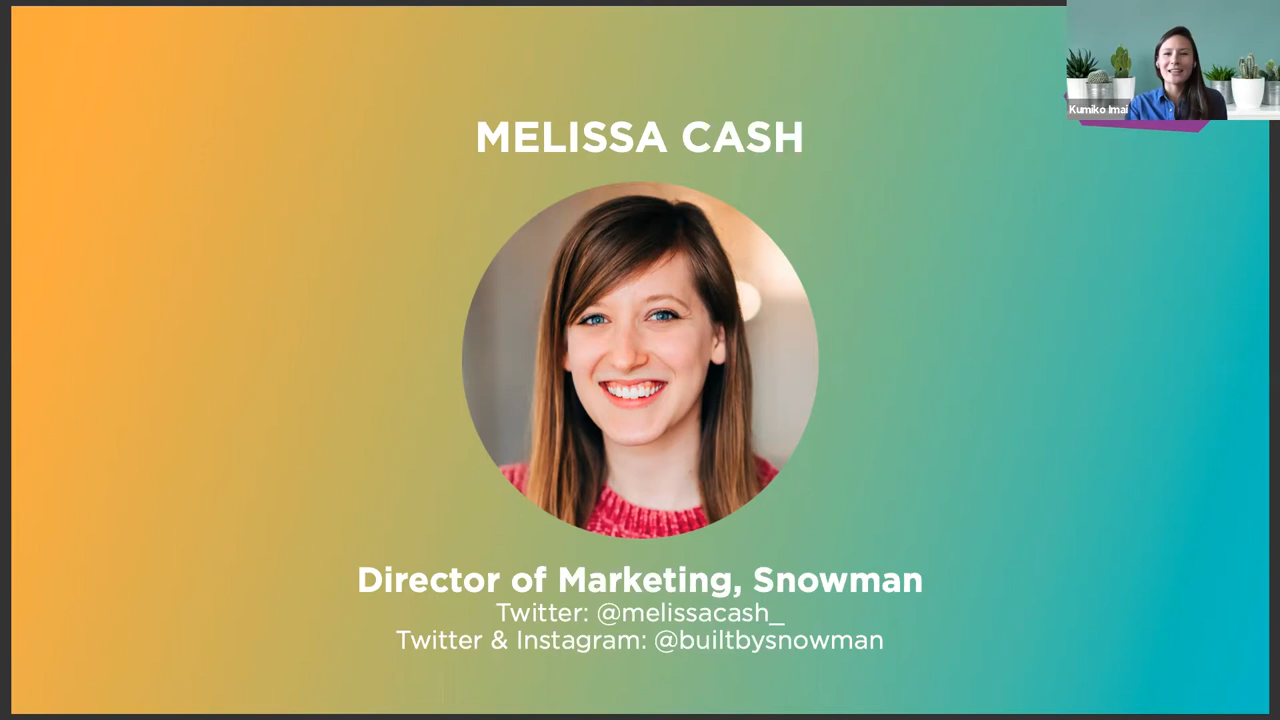 Kumiko Imai
MELISSA CASH
Director of Marketing, Snowman
Twitter: @melissacash_
Twitter & Instagram: @builtbysnowman